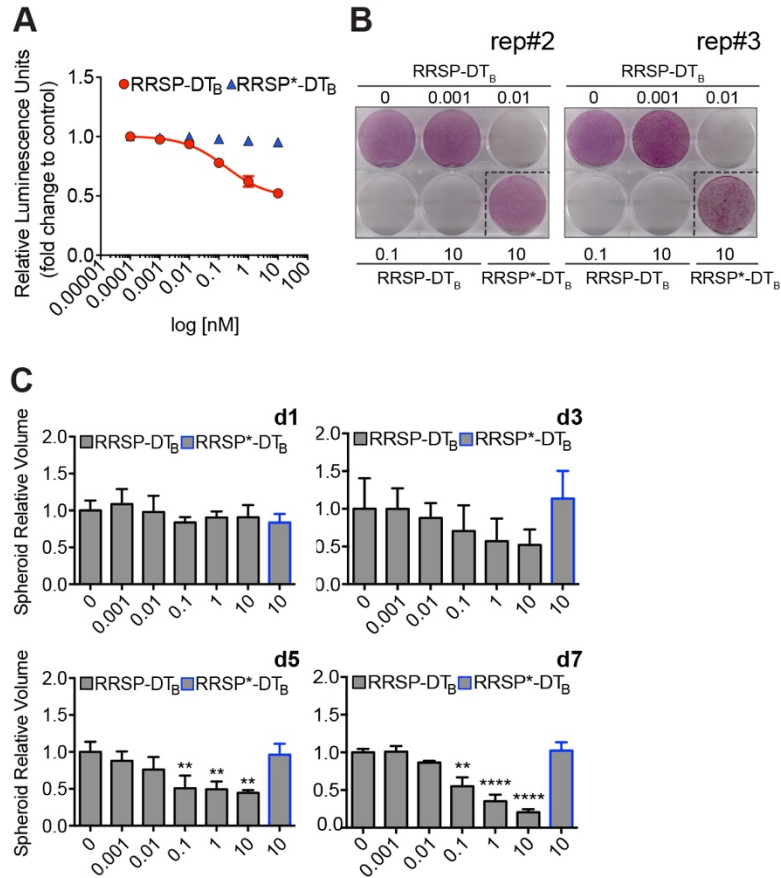 A
Relative Luminescence Units
(fold change to control)
1.5
1.0
0.5
0.0
RRSP-DTB RRSP*-DTB
0.00001 0.0001 0.001 0.01 0.1 1 10 100
log [nM]
B
rep#2 rep#3
RRSP-DTB RRSP-DTB
0 0.001 0.01 0 0.001 0.01
0.1 10 10 0.1 10 10
RRSP-DTB RRSP*-DTB RRSP-DTB RRSP*-DTB
C
d1
Spheroid Relative Volume
2.0
1.5
1.0
0.5
0.0
RRSP-DTB RRSP*-DTB
0 0.001 0.01 0.1 1 10 10
d3
2.0
1.5
1.0
0.5
0.0
RRSP-DTB RRSP*-DTB
0 0.001 0.01 0.1 1 10 10
d5
Spheroid Relative Volume
2.0
1.5
1.0
0.5
0.0
RRSP-DTB RRSP*-DTB
** ** **
0 0.001 0.01 0.1 1 10 10
d7
2.0
1.5
1.0
0.5
0.0
RRSP-DTB RRSP*-DTB
** **** ****
0 0.001 0.01 0.1 1 10 10